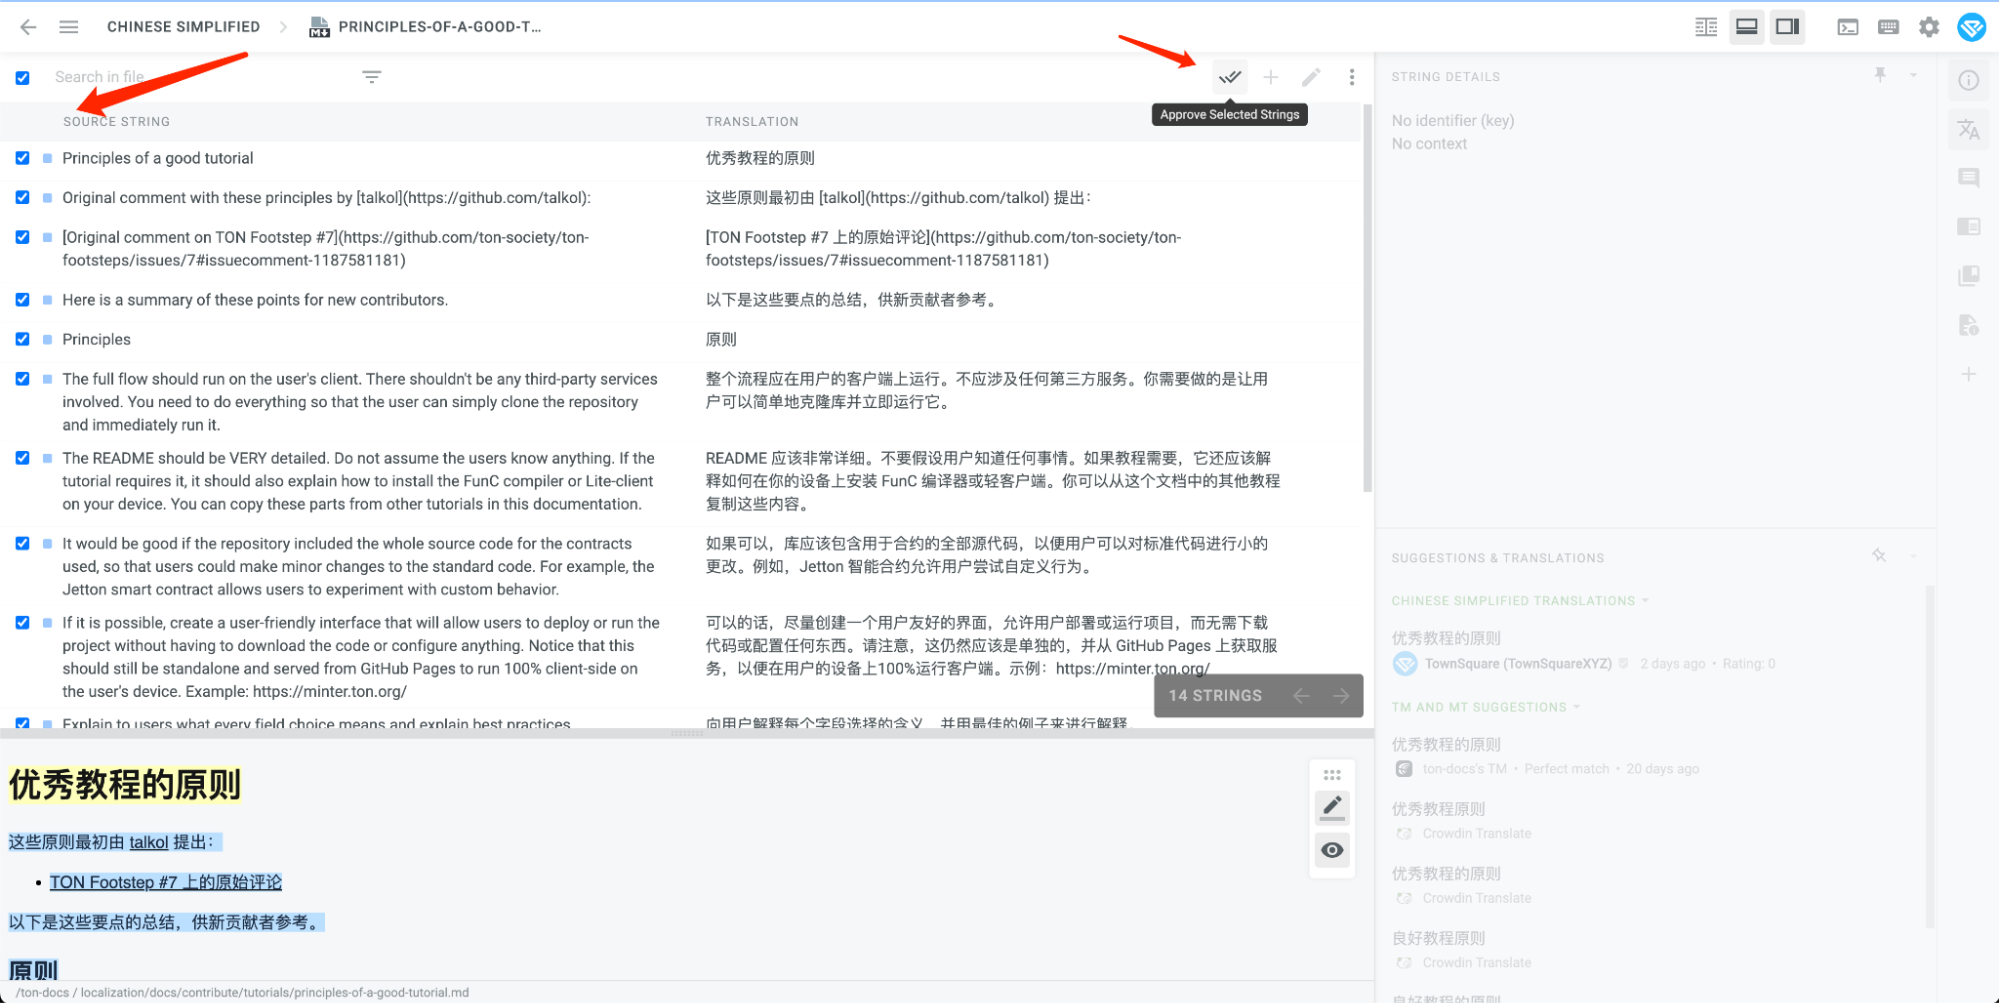 CHINESE SIMPLIFIED
PRINCIPLES-OF-A-GOOD-T...
Search in file
Approve Selected Strings
SOURCE STRING
TRANSLATION
Principles of a good tutorial
优秀教程的原则
Original comment with these principles by [talkol](https://github.com/talkol):
这些原则最初由 [talkol](https://github.com/talkol) 提出：
[Original comment on TON Footstep #7](https://github.com/ton-society/ton-
footsteps/issues/7#issuecomment-1187581181)
[TON Footstep #7 上的原始评论](https://github.com/ton-society/ton-
footsteps/issues/7#issuecomment-1187581181)
Here is a summary of these points for new contributors.
以下是这些要点的总结，供新贡献者参考。
Principles
原则
The full flow should run on the user's client. There shouldn't be any third-party services
involved. You need to do everything so that the user can simply clone the repository
and immediately run it.
整个流程应在用户的客户端上运行。不应涉及任何第三方服务。你需要做的是让用
户可以简单地克隆库并立即运行它。
The README should be VERY detailed. Do not assume the users know anything. If the
tutorial requires it, it should also explain how to install the FunC compiler or Lite-client
on your device. You can copy these parts from other tutorials in this documentation.
README 应该非常详细。不要假设用户知道任何事情。如果教程需要，它还应该解
释如何在你的设备上安装 FunC 编译器或轻客户端。你可以从这个文档中的其他教程
复制这些内容。
It would be good if the repository included the whole source code for the contracts
used, so that users could make minor changes to the standard code. For example, the
Jetton smart contract allows users to experiment with custom behavior.
如果可以，库应该包含用于合约的全部源代码，以便用户可以对标准代码进行小的
更改。例如，Jetton 智能合约允许用户尝试自定义行为。
If it is possible, create a user-friendly interface that will allow users to deploy or run the
project without having to download the code or configure anything. Notice that this
should still be standalone and served from GitHub Pages to run 100% client-side on
the user's device. Example: https://minter.ton.org/
可以的话，尽量创建一个用户友好的界面，允许用户部署或运行项目，而无需下载
代码或配置任何东西。请注意，这仍然应该是单独的，并从 GitHub Pages 上获取服
务，以便在用户的设备上100%运行客户端。示例：https://minter.ton.org/
Explain to users what every field choice means and explain best practices
向用户解释每个字段选择的含义，并用最佳的例子来进行解释
14 STRINGS
优秀教程的原则
这些原则最初由 talkol 提出：
• TON Footstep #7 上的原始评论
以下是这些要点的总结，供新贡献者参考。
原则
/ton-docs / localization/docs/contribute/tutorials/principles-of-a-good-tutorial.md
STRING DETAILS
No identifier (key)
No context
SUGGESTIONS & TRANSLATIONS
CHINESE SIMPLIFIED TRANSLATIONS
优秀教程的原则
TownSquare (TownSquareXYZ) 2 days ago • Rating: 0
TM AND MT SUGGESTIONS
优秀教程的原则
ton-docs's TM • Perfect match • 20 days ago
优秀教程原则
Crowdin Translate
优秀教程的原则
Crowdin Translate
良好教程原则
Crowdin Translate
良好教程的原则